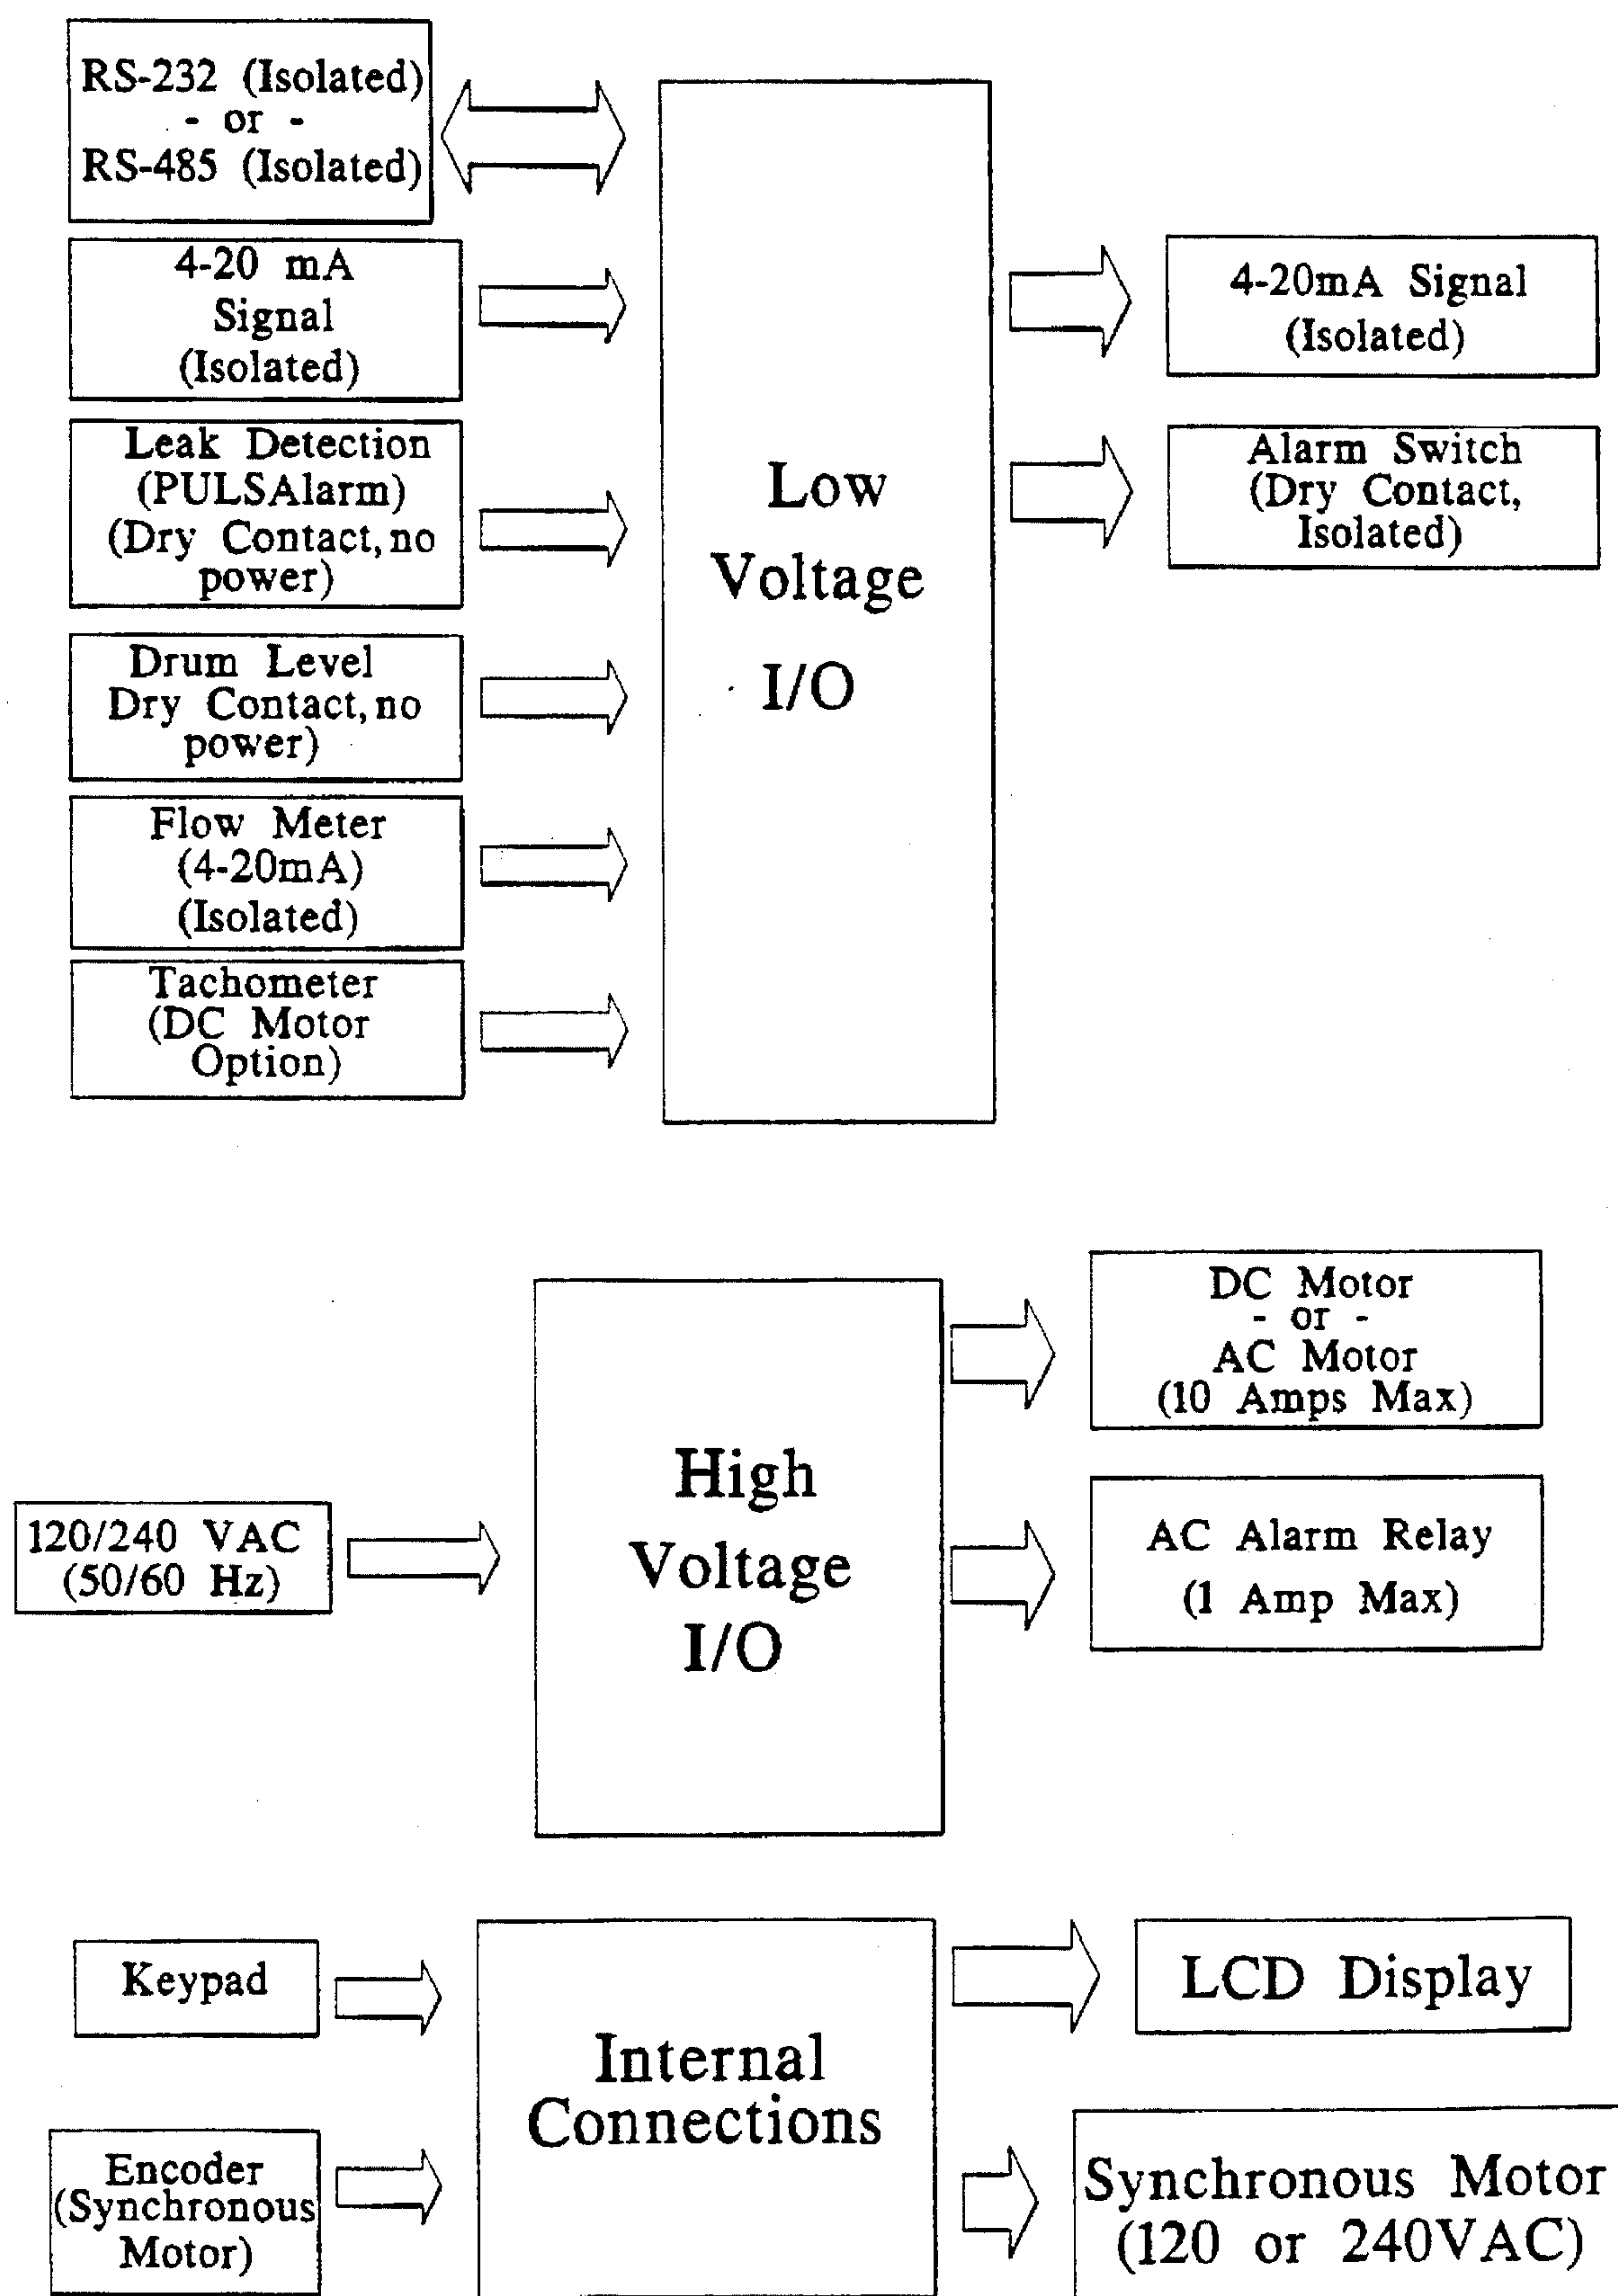 RS-232 (Isolated)
- or -
RS-485 (Isolated)
4-20 mA
Signal
(Isolated)
Leak Detection
(PULSAlarm)
(Dry Contact, no
power)
Drum Level
Dry Contact, no
power)
Flow Meter
(4-20mA)
(Isolated)
Tachometer
(DC Motor
Option)
Low
Voltage
I/O
4-20mA Signal
(Isolated)
Alarm Switch
(Dry Contact,
Isolated)
120/240 VAC
(50/60 Hz)
High
Voltage
I/O
DC Motor
- or -
AC Motor
(10 Amps Max)
AC Alarm Relay
(1 Amp Max)
Keypad
Encoder
(Synchronous
Motor)
Internal
Connections
LCD Display
Synchronous Motor
(120 or 240VAC)